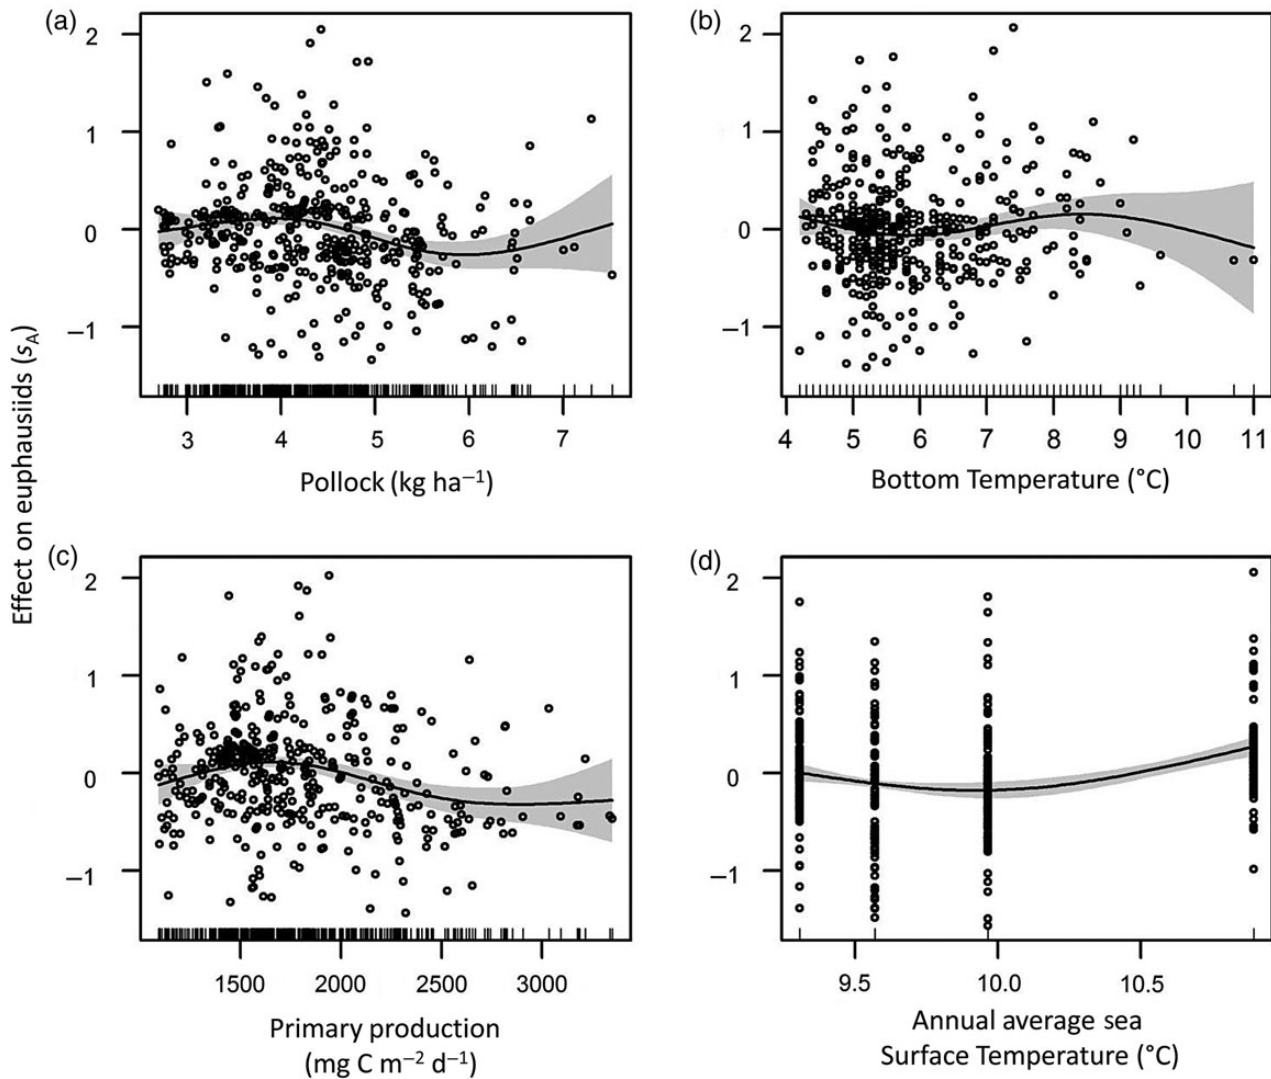 Effect on euphausiids (sA)
(a)
2
1
0
−1
3 4 5 6 7
Pollock (kg ha−1)
(b)
2
1
0
−1
4 5 6 7 8 9 10 11
Bottom Temperature (°C)
(c)
2
1
0
−1
1500 2000 2500 3000
Primary production
(mg C m−2 d−1)
(d)
2
1
0
−1
9.5 10.0 10.5
Annual average sea
Surface Temperature (°C)